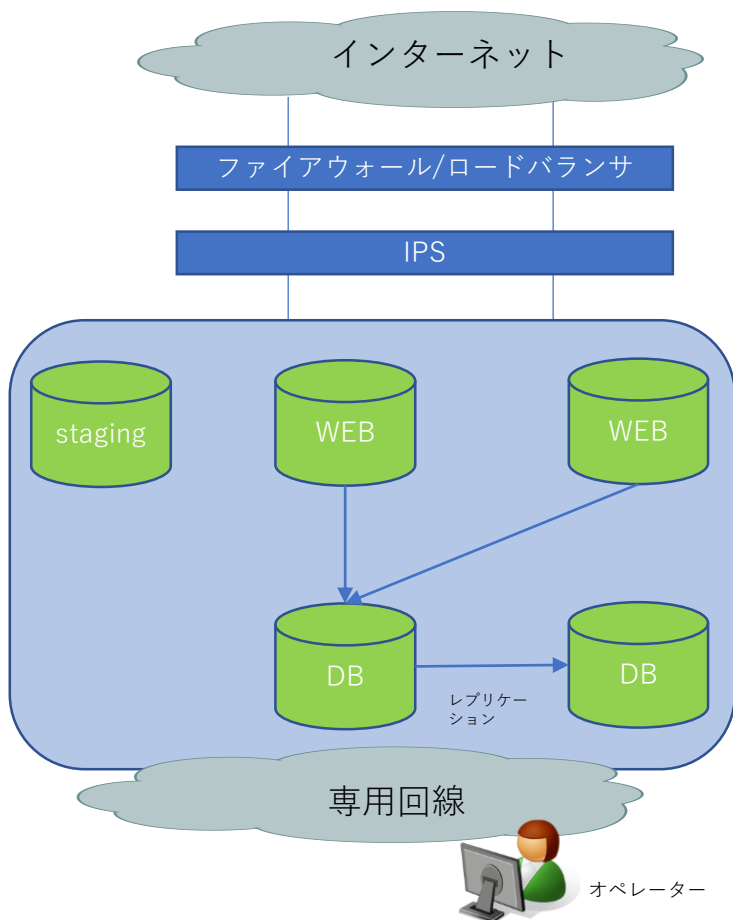 インターネット
ファイアウォール/ロードバランサ
IPS
staging
WEB
WEB
DB
DB
レプリケー
ション
専用回線
オペレーター